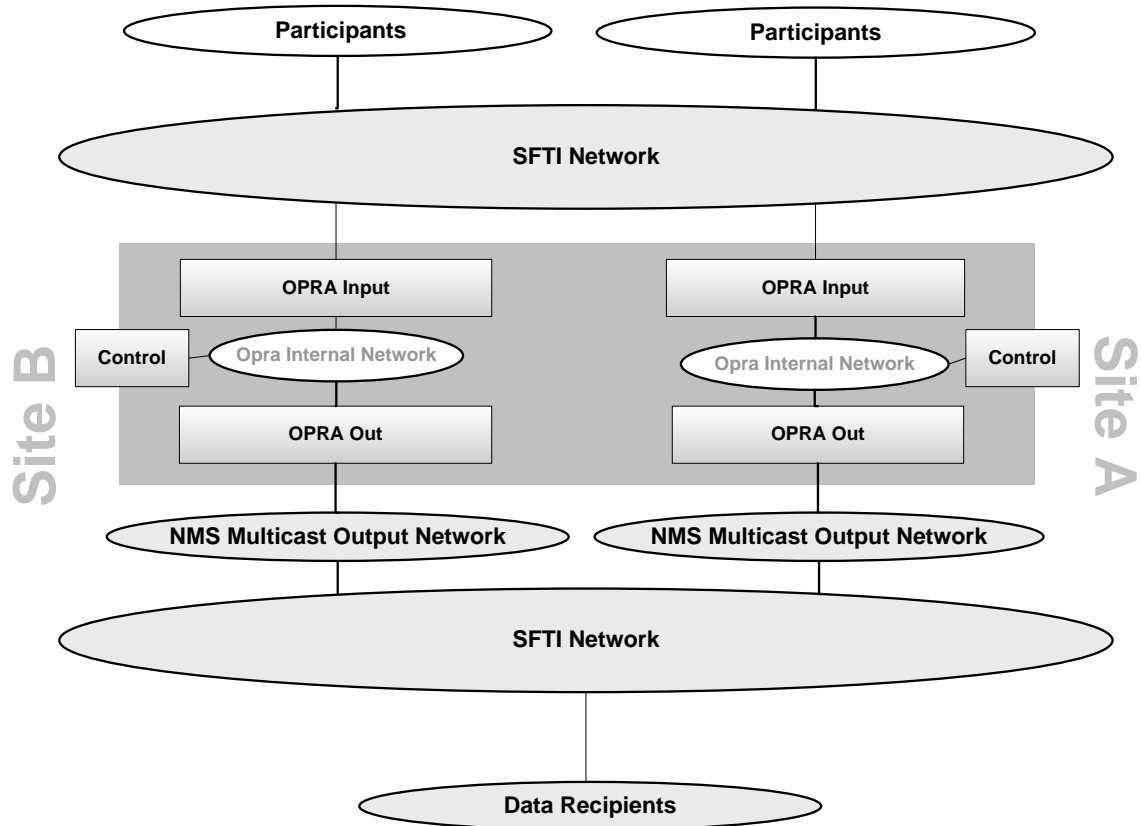 Participants
Participants
SFTI Network
OPRA Input
OPRA Input
Site B
Control
Opra Internal Network
Opra Internal Network
Control
Site A
OPRA Out
OPRA Out
NMS Multicast Output Network
NMS Multicast Output Network
SFTI Network
Data Recipients